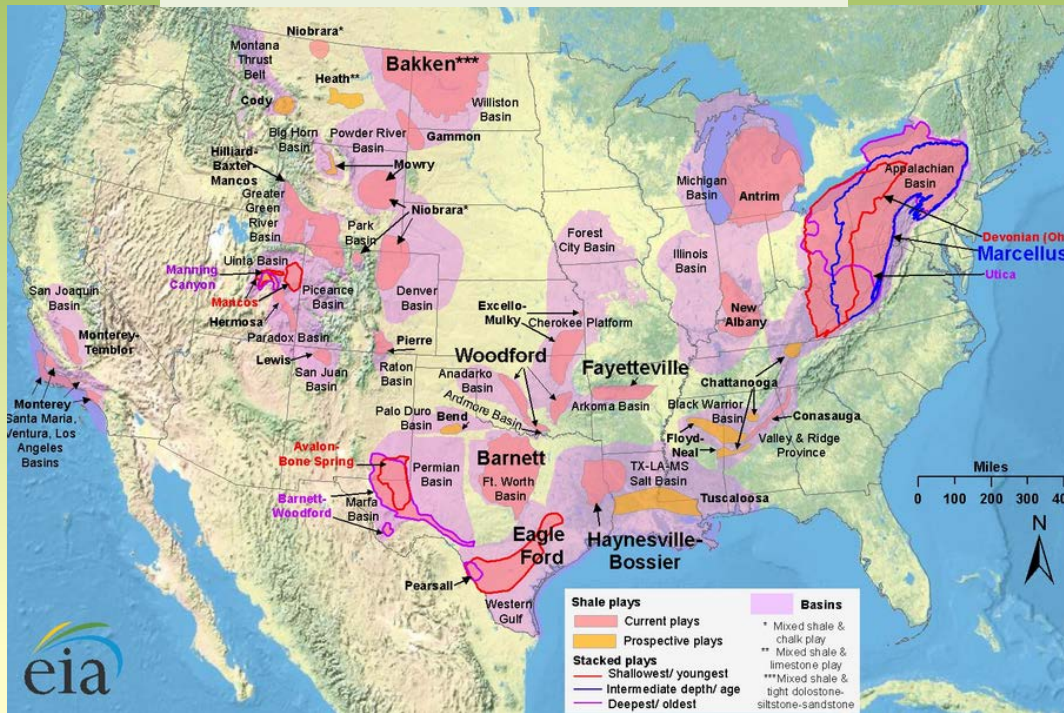 Niobrara*
Montana
Thrust
Belt
Bakken***
Heath**
Cody
Williston
Basin
Big Horn
Basin
Powder River
Basin
Gammon
Hilliard-
Baxter-
Mancos
Mowry
Greater
Green
River
Basin
Niobrara*
Park
Basin
Uinta Basin
Manning
Canyon
Mancos
Piceance
Basin
Denver
Basin
Hermosa
Paradox Basin
Lewis
San Juan
Basin
Pierre
Raton
Basin
San Joaquin
Basin
Monterey-
Temblor
Monterey
Santa Maria,
Ventura, Los
Angeles
Basins
Michigan
Basin
Antrim
Forest
City Basin
Illinois
Basin
Appalachian
Basin
Devonian (Oh
Marcellus
Utica
New
Albany
Excello-
Mulky
Cherokee Platform
Woodford
Anadarko
Basin
Ardmore Basin
Fayetteville
Arkoma Basin
Chattanooga
Black Warrior
Basin
Conasauga
Floyd-
Neal
Valley & Ridge
Province
Palo Duro
Basin
Bend
Avalon-
Bone Spring
Permian
Basin
Barnett
Ft. Worth
Basin
TX-LA-MS
Salt Basin
Tuscaloosa
Barnett-
Woodford
Marfa
Basin
Eagle
Ford
Haynesville-
Bossier
Pearsall
Western
Gulf
Miles
0 100 200 300 40
N
eia
Shale plays
Current plays
Prospective plays
Stacked plays
Shallowest/ youngest
Intermediate depth/ age
Deepest/ oldest
Basins
* Mixed shale &
chalk play
** Mixed shale &
limestone play
***Mixed shale &
tight dolostone-
siltstone-sandstone